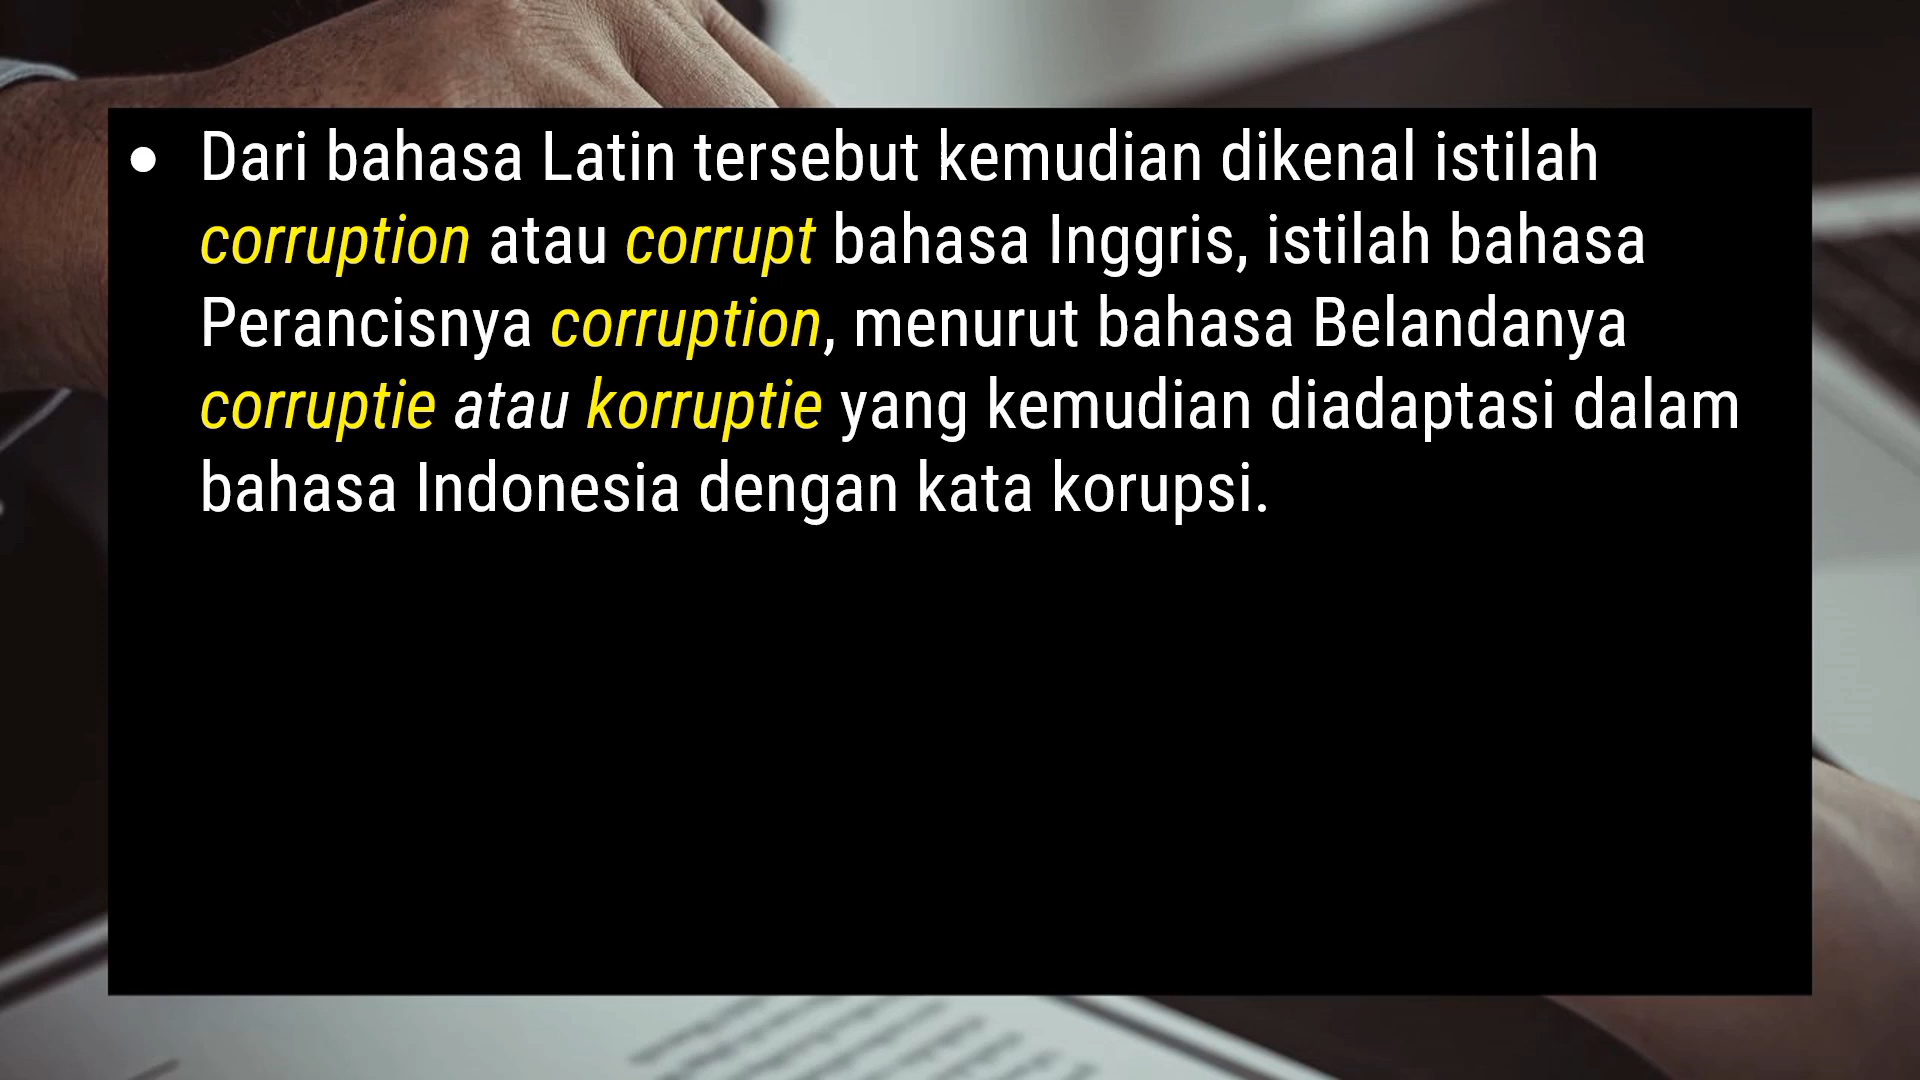 • Dari bahasa Latin tersebut kemudian dikenal istilah
corruption atau corrupt bahasa Inggris, istilah bahasa
Perancisnya corruption, menurut bahasa Belandanya
corruptie atau korruptie yang kemudian diadaptasi dalam
bahasa Indonesia dengan kata korupsi.